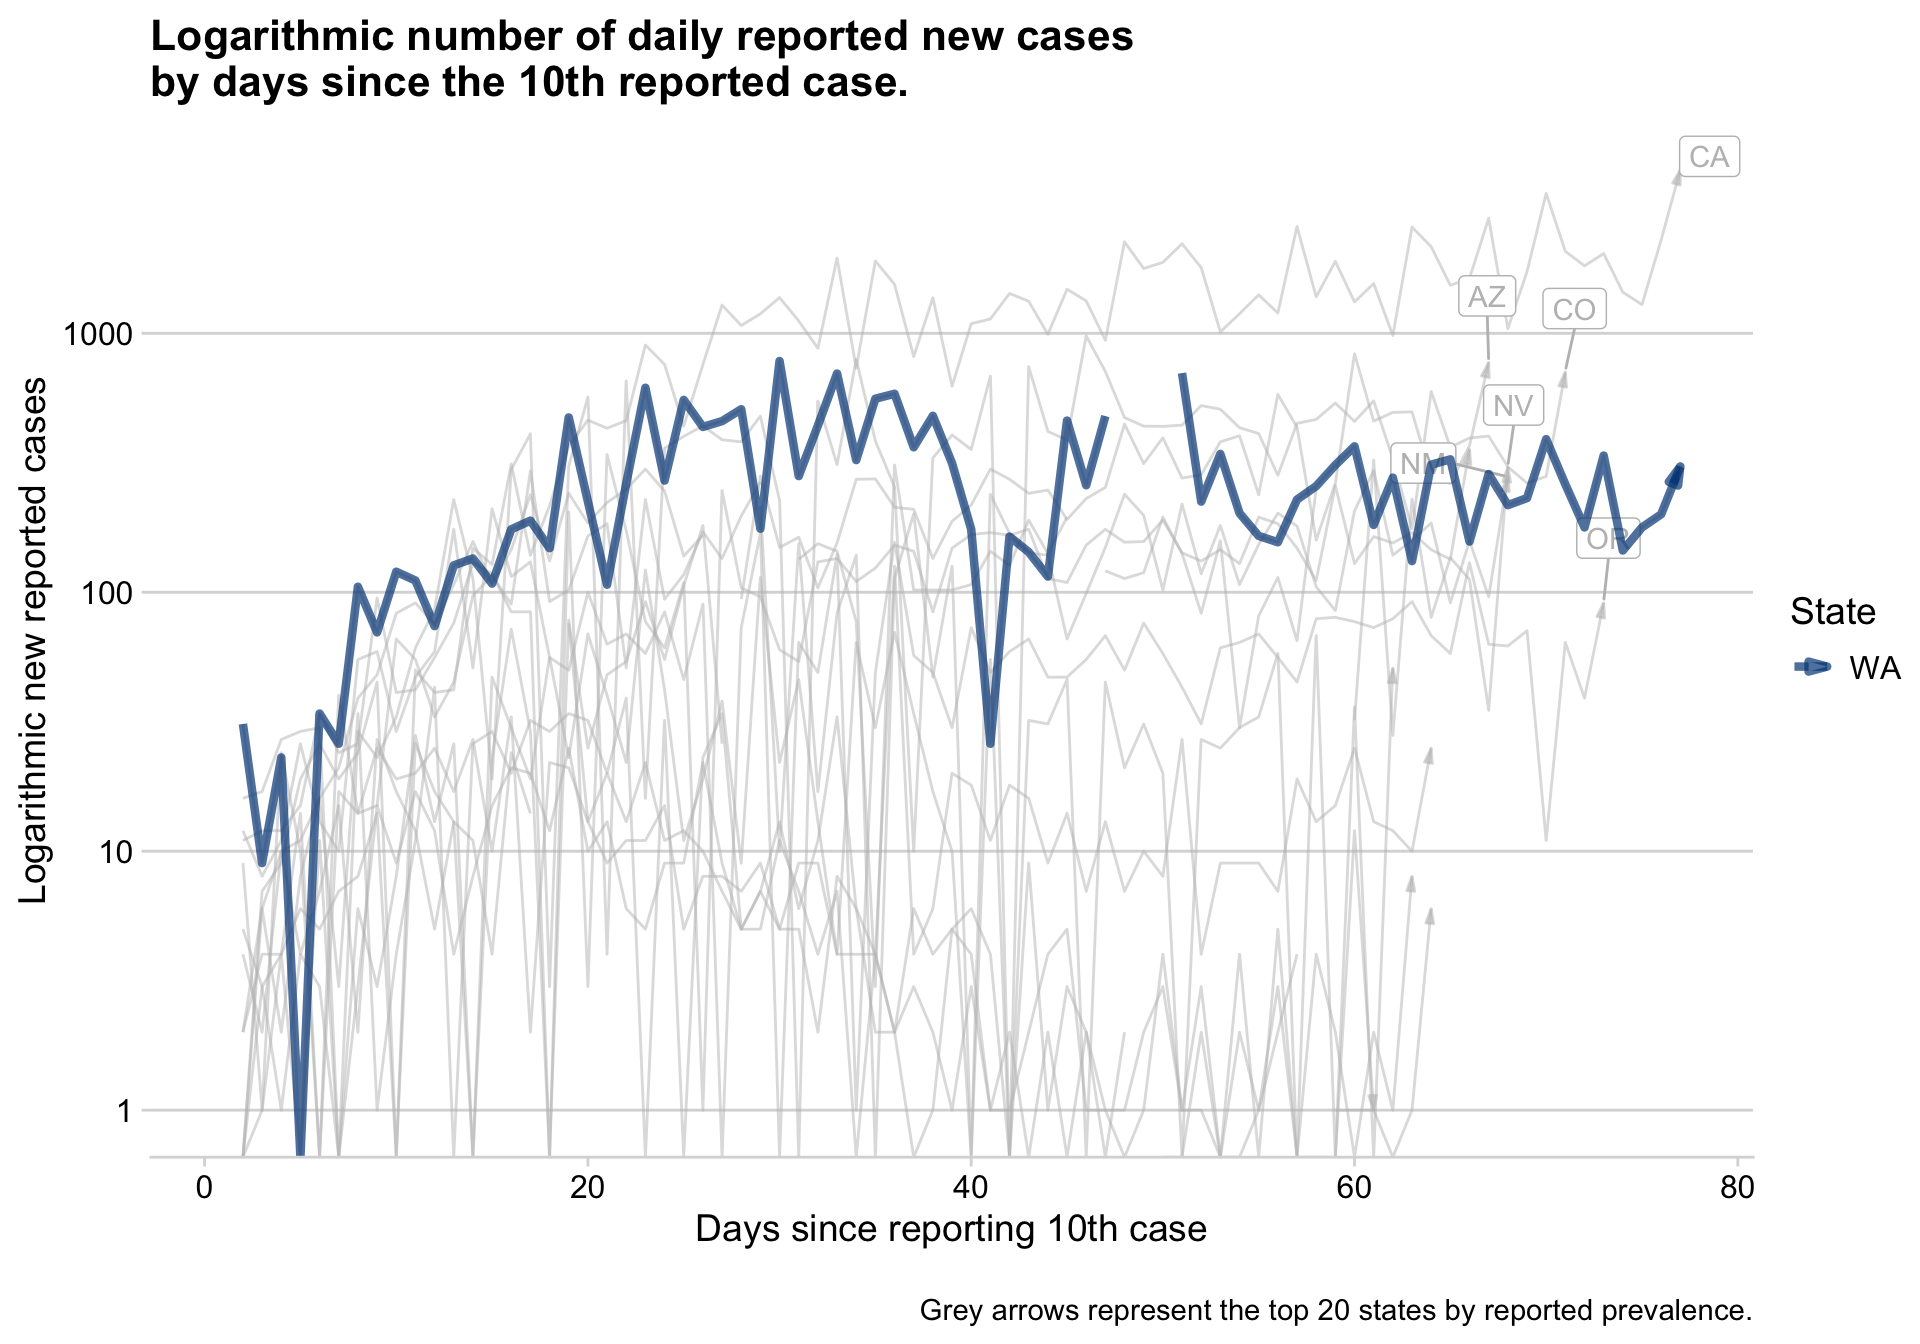 Logarithmic number of daily reported new cases
by days since the 10th reported case.
CA
AZ
CO
NV
NM
OR
1000
100
10
1
Logarithmic new reported cases
0 20 40 60 80
Days since reporting 10th case
State
WA
Grey arrows represent the top 20 states by reported prevalence.